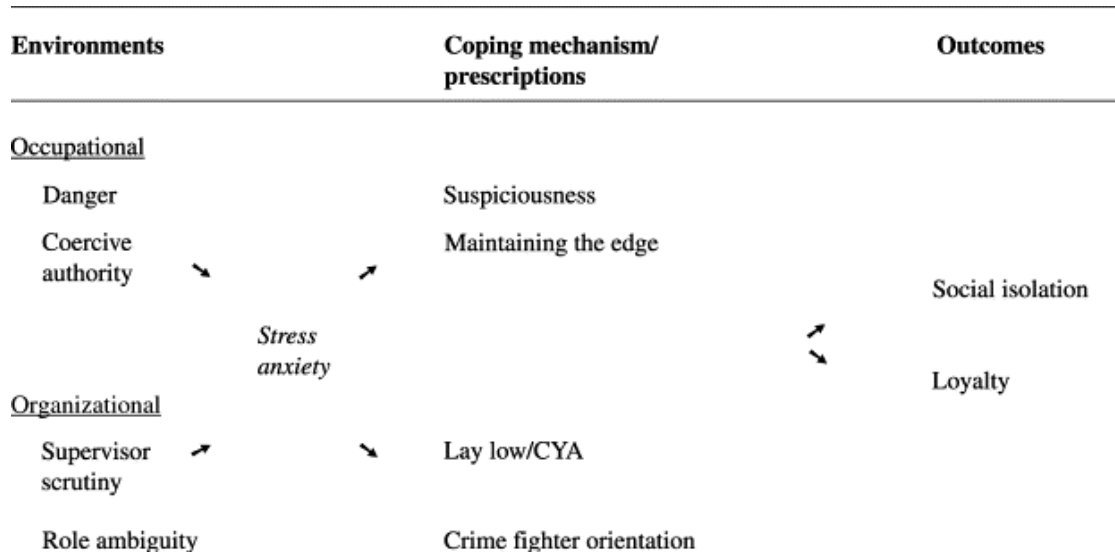 Environments
Coping mechanism/
prescriptions
Outcomes
Occupational
Danger
Suspiciousness
Coercive
authority
Maintaining the edge
Social isolation
Stress
anxiety
Loyalty
Organizational
Supervisor
scrutiny
Lay low/CYA
Role ambiguity
Crime fighter orientation